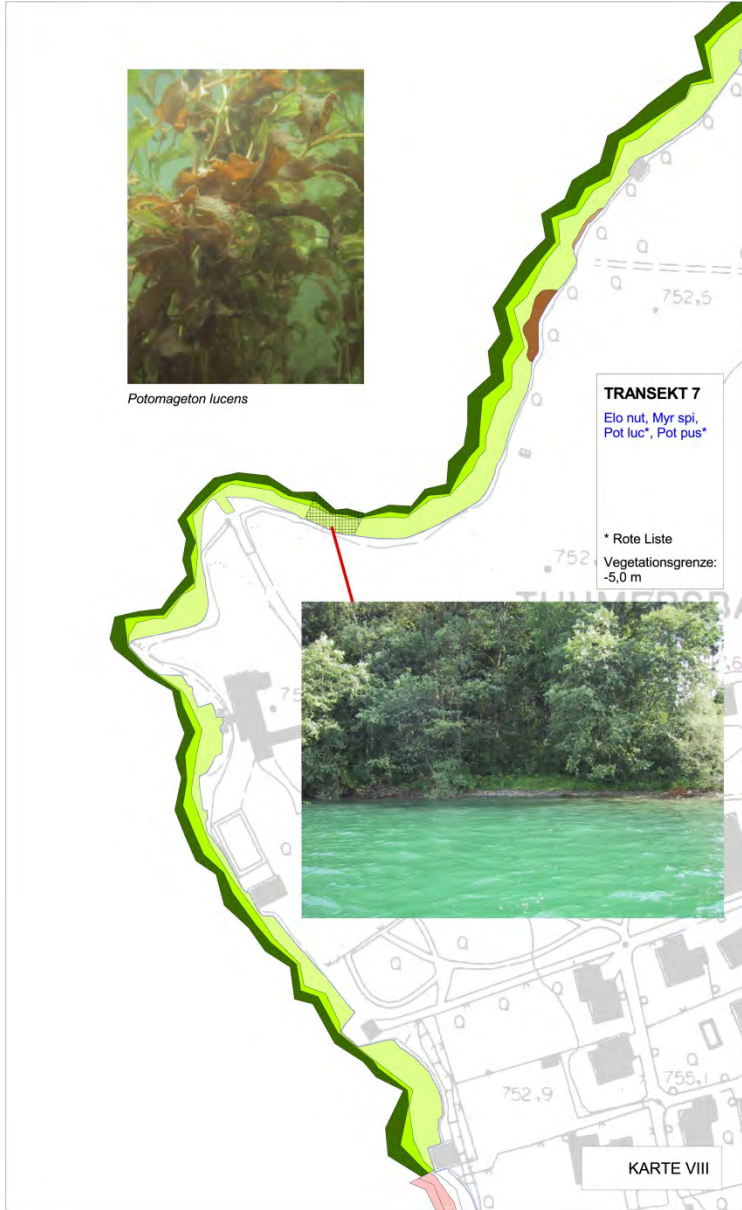 Potomageton lucens
752,5
TRANSEKT 7
Elo nut, Myr spi,
Pot luc*, Pot pus*
* Rote Liste
Vegetationsgrenze:
-5,0 m
752,9
755,1
KARTE VIII